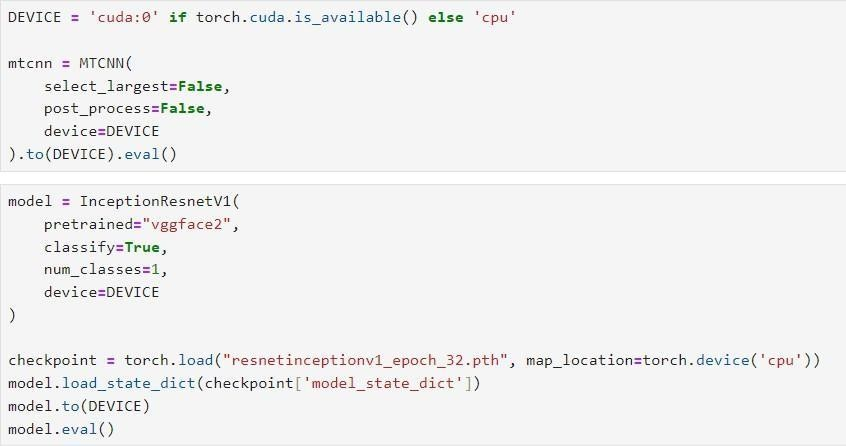 DEVICE = 'cuda:0' if torch.cuda.is_available() else 'cpu'
mtcnn = MTCNN(
    select_largest=False,
    post_process=False,
    device=DEVICE
).to(DEVICE).eval()
model = InceptionResnetV1(
    pretrained="vggface2",
    classify=True,
    num_classes=1,
    device=DEVICE
)
checkpoint = torch.load("resnetinceptionv1_epoch_32.pth", map_location=torch.device('cpu'))
model.load_state_dict(checkpoint['model_state_dict'])
model.to(DEVICE)
model.eval()